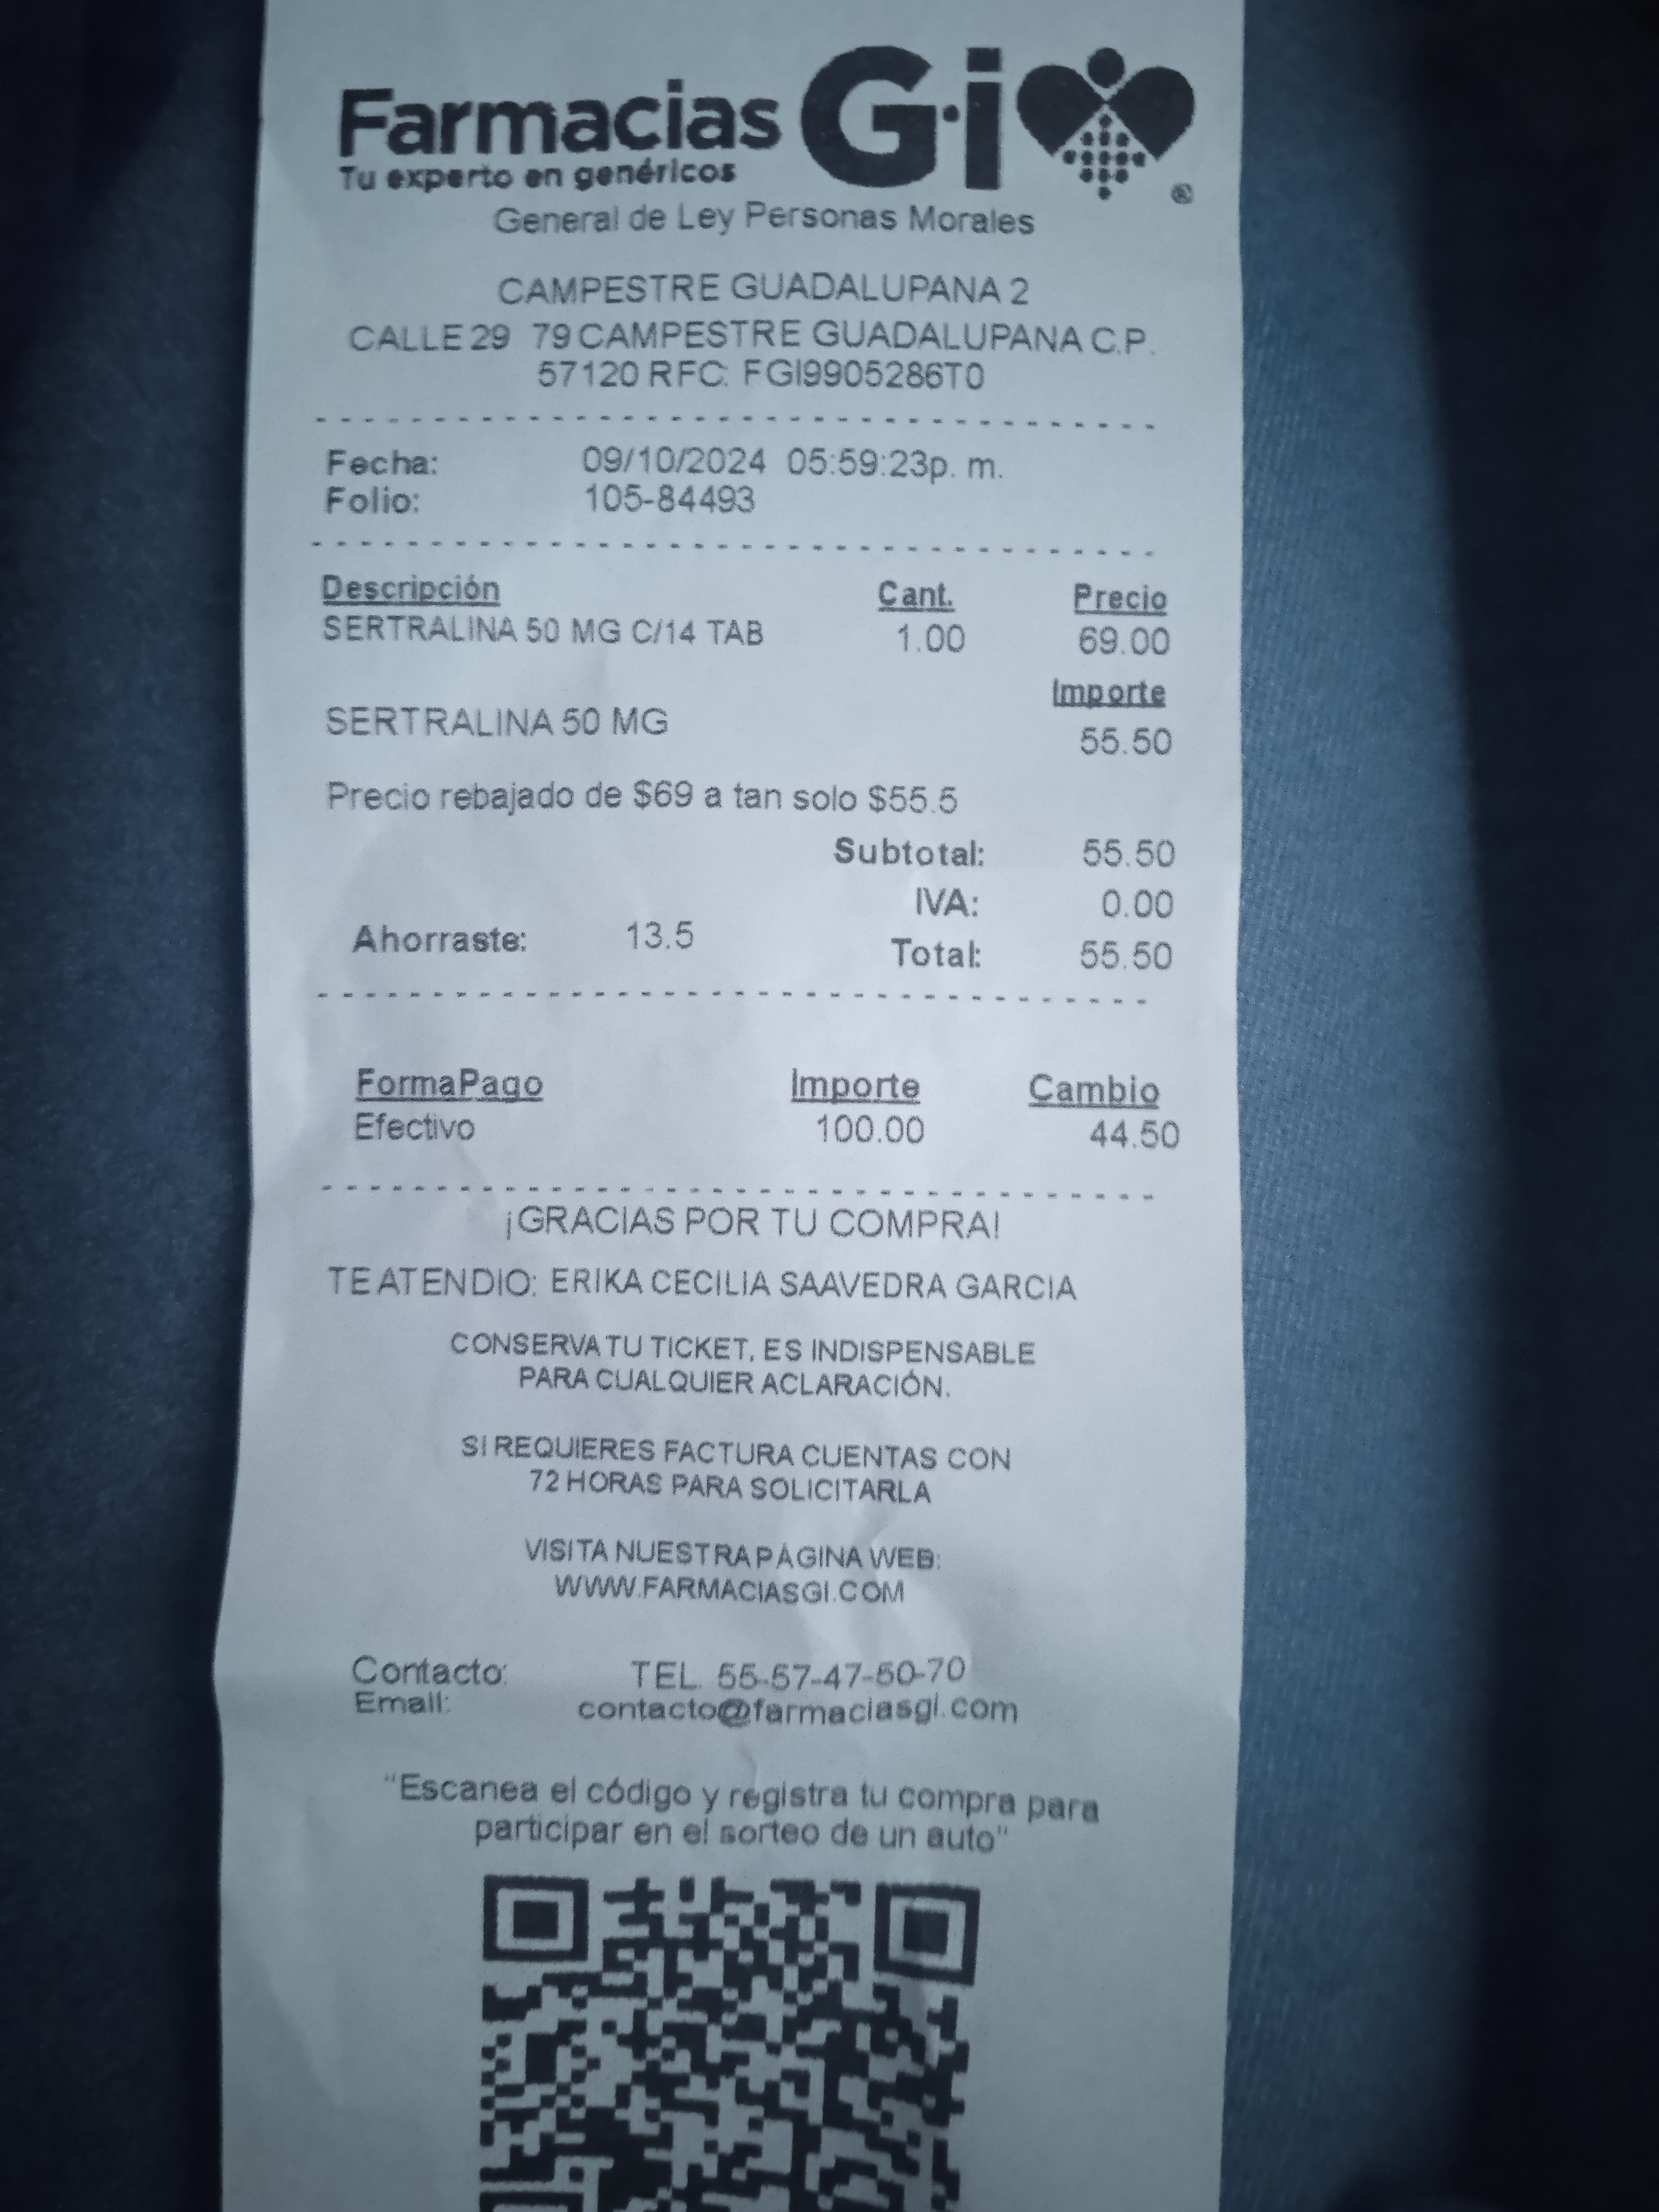 Farmacias G·i
Tu experto en genéricos
®
General de Ley Personas Morales
CAMPESTRE GUADALUPANA 2
CALLE 29 79 CAMPESTRE GUADALUPANA C.P.
57120 RFC: FGI9905286T0
Fecha: 09/10/2024 05:59:23p. m.
Folio: 105-84493
Descripción Cant. Precio
SERTRALINA 50 MG C/14 TAB 1.00 69.00
Importe
SERTRALINA 50 MG 55.50
Precio rebajado de $69 a tan solo $55.5
Subtotal: 55.50
IVA: 0.00
Ahorraste: 13.5 Total: 55.50
FormaPago Importe Cambio
Efectivo 100.00 44.50
¡GRACIAS POR TU COMPRA!
TE ATENDIO: ERIKA CECILIA SAAVEDRA GARCIA
CONSERVA TU TICKET, ES INDISPENSABLE
PARA CUALQUIER ACLARACIÓN.
SI REQUIERES FACTURA CUENTAS CON
72 HORAS PARA SOLICITARLA
VISITA NUESTRA PÁGINA WEB:
WWW.FARMACIASGI.COM
Contacto: TEL. 55-57-47-50-70
Email: contacto@farmaciasgi.com
"Escanea el código y registra tu compra para
participar en el sorteo de un auto"